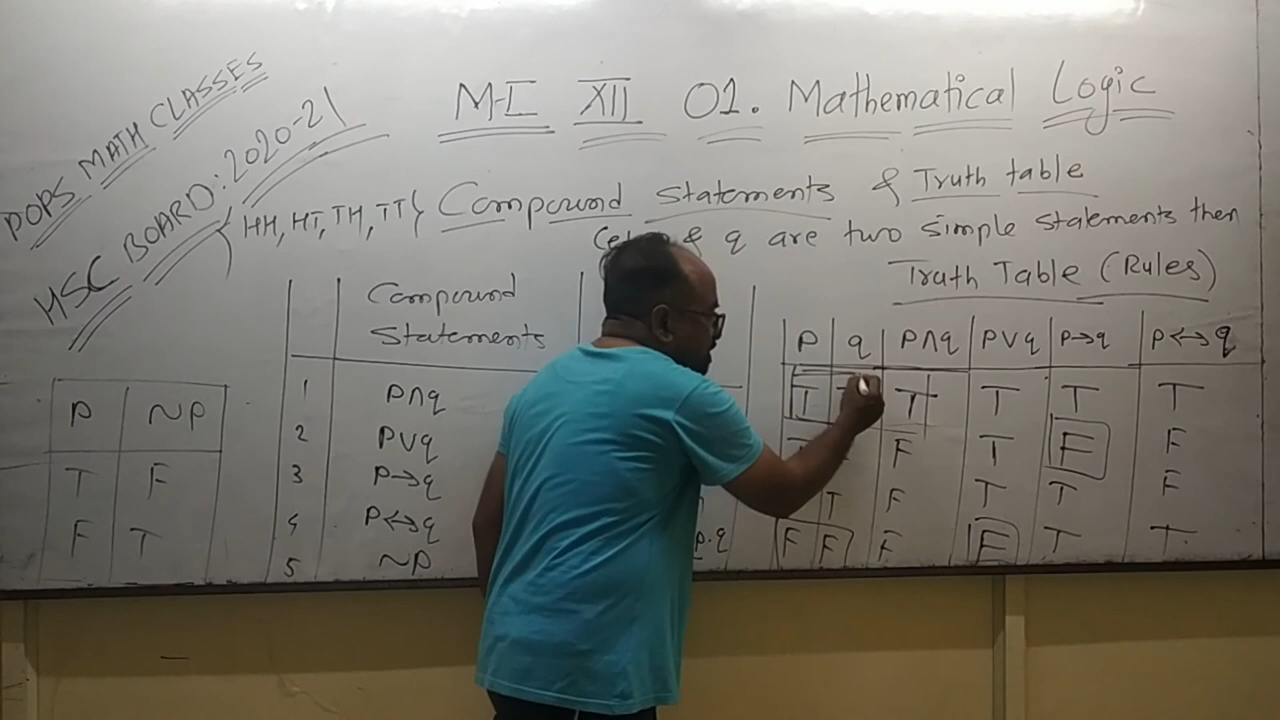 POPS MATH CLASSES
HSC BOARD: 2020-21
M-I XII 01. Mathematical Logic
{HH, HT, TH, TT} Compound Statements & Truth table
& q are two simple statements then
Truth Table (Rules)
Compound
Statements
1 p∧q
2 p∨q
3 p→q
4 p↔q
5 ~p
p ~p
T F
F T
p q p∧q p∨q p→q p↔q
T T T T T
F T F F
T F T T F
F F F F T T
p.q